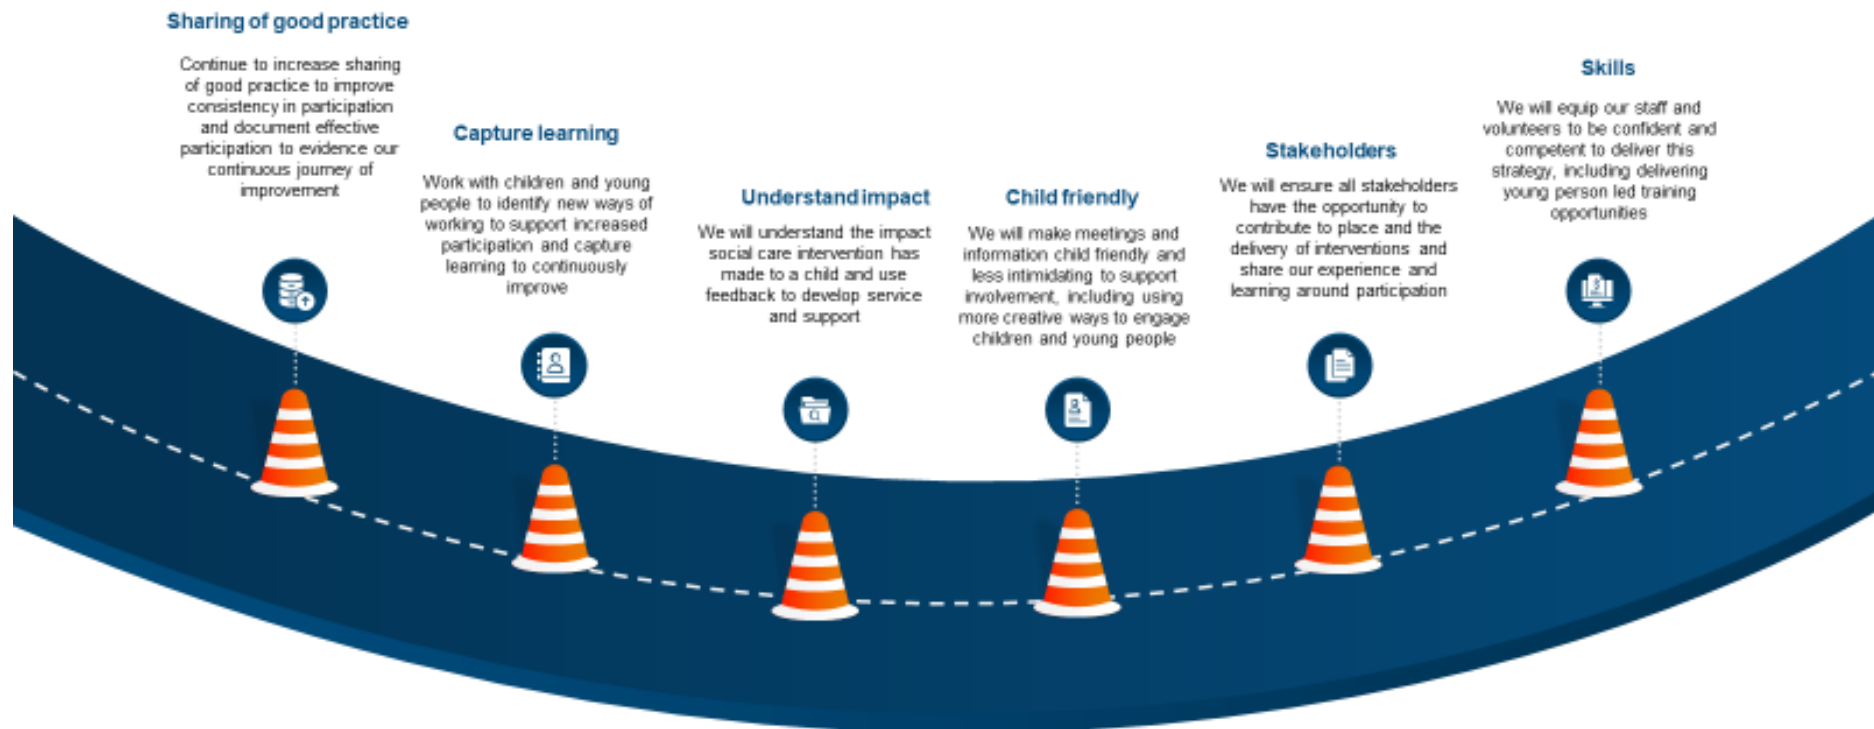 Sharing of good practice
Continue to increase sharing
of good practice to improve
consistency in participation
and document effective
participation to evidence our
continuous journey of
improvement
Capture learning
Work with children and young
people to identify new ways of
working to support increased
participation and capture
learning to continuously
improve
Understand impact
We will understand the impact
social care intervention has
made to a child and use
feedback to develop service
and support
Child friendly
We will make meetings and
information child friendly and
less intimidating to support
involvement, including using
more creative ways to engage
children and young people
Stakeholders
We will ensure all stakeholders
have the opportunity to
contribute to place and the
delivery of interventions and
share our experience and
learning around participation
Skills
We will equip our staff and
volunteers to be confident and
competent to deliver this
strategy, including delivering
young person led training
opportunities